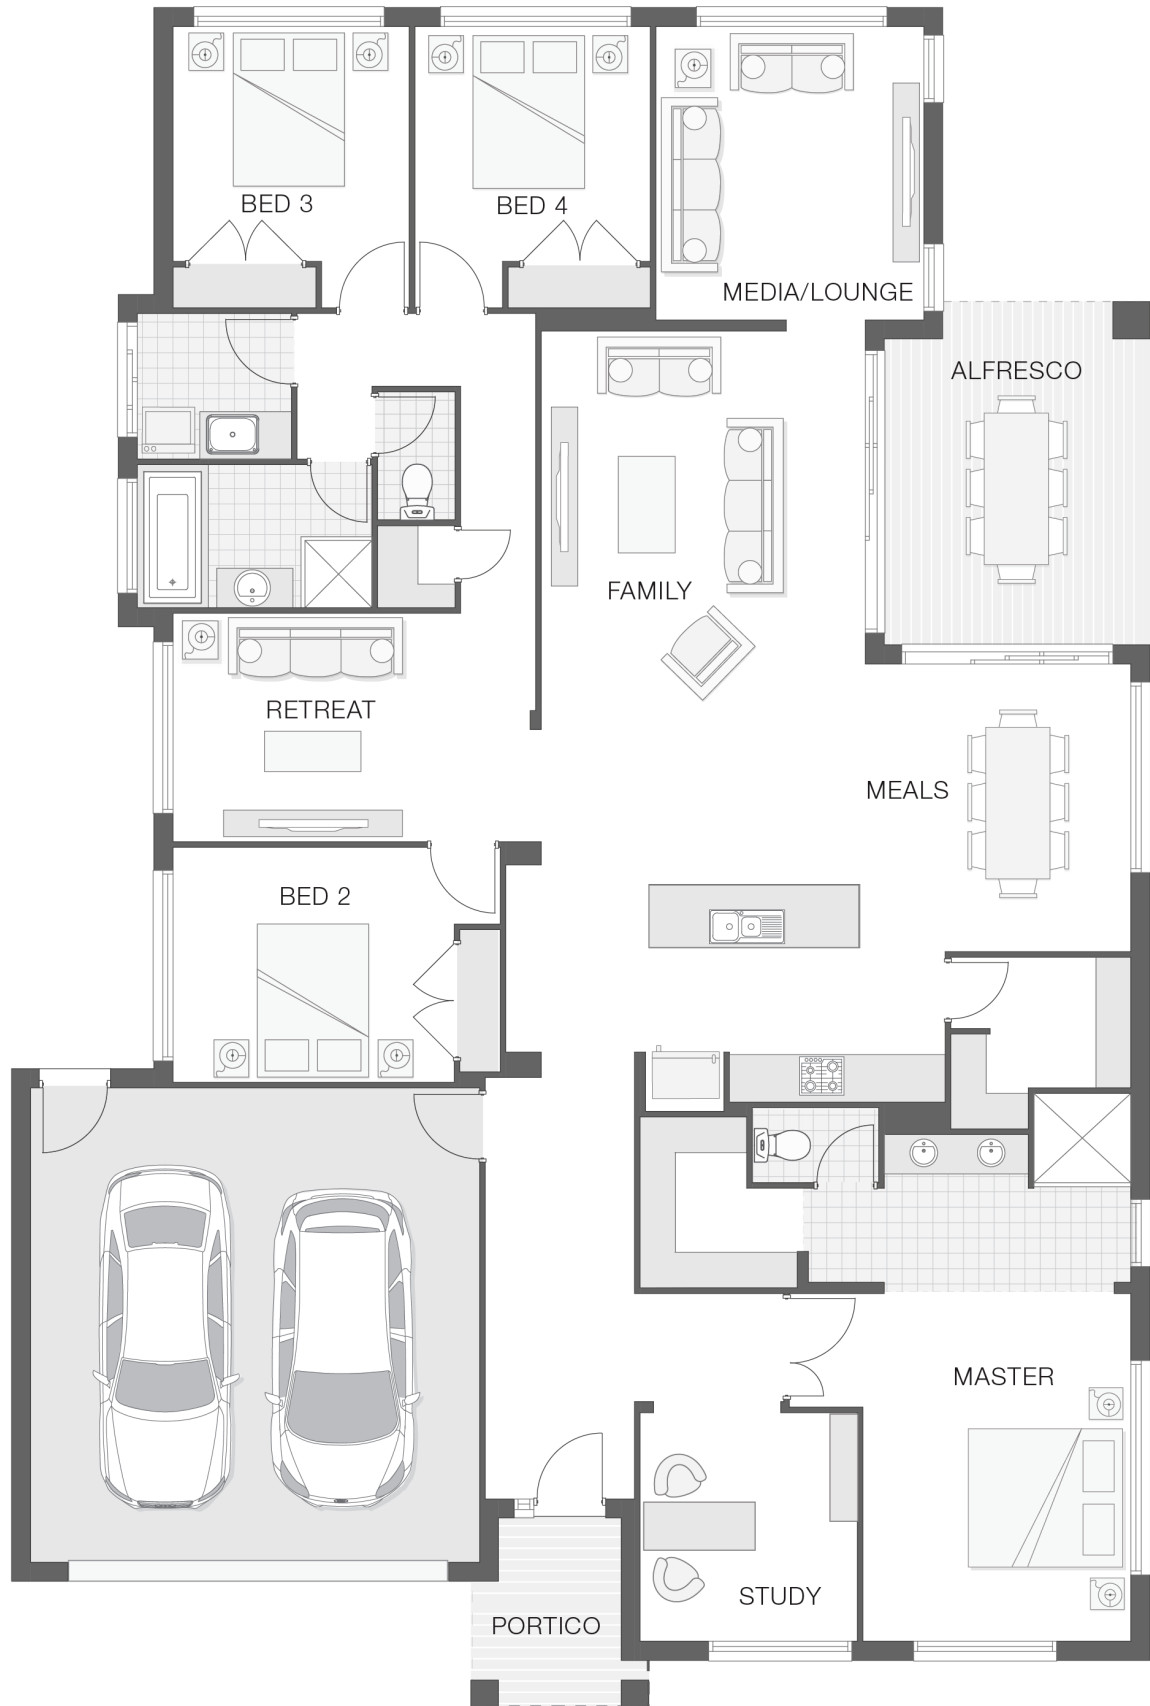 BED 3
BED 4
MEDIA/LOUNGE
ALFRESCO
FAMILY
RETREAT
MEALS
BED 2
MASTER
STUDY
PORTICO